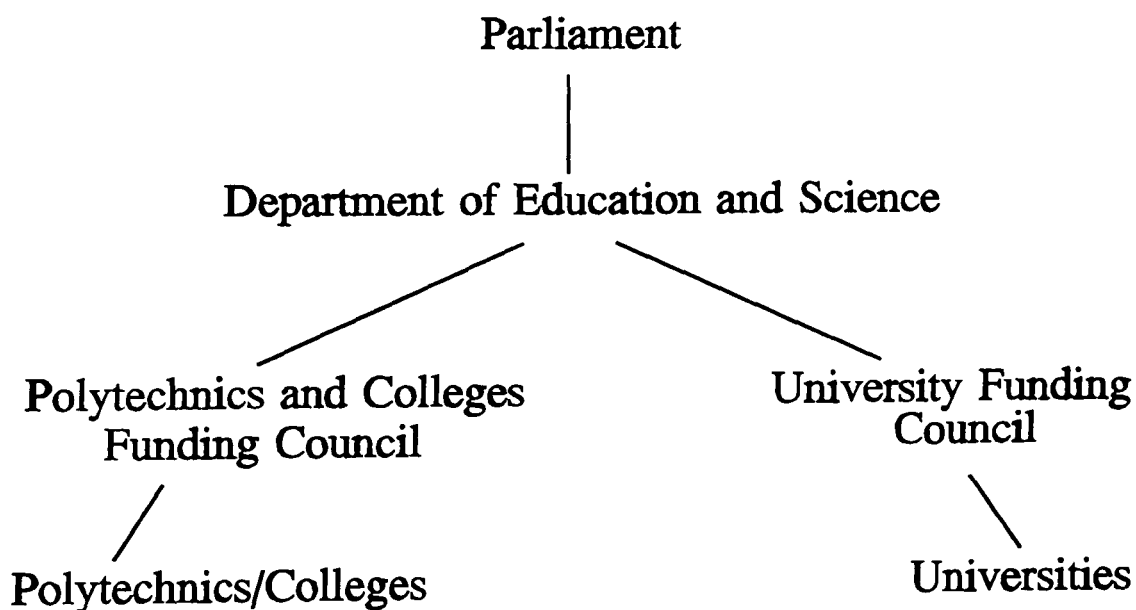 Parliament
Department of Education and Science
Polytechnics and Colleges
Funding Council
University Funding
Council
Polytechnics/Colleges
Universities